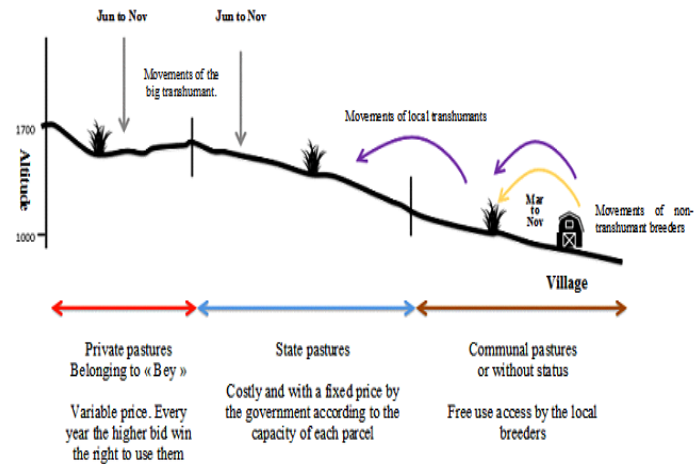 Jun to Nov
Jun to Nov
Movements of the
big transhumant.
Movements of local transhumants
1700
Altitude
1000
Mar
to
Nov
Movements of non-
transhumant breeders
Village
Private pastures
Belonging to « Bey »
Variable price. Every
year the higher bid win
the right to use them
State pastures
Costly and with a fixed price by
the government according to the
capacity of each parcel
Communal pastures
or without status
Free use access by the local
breeders